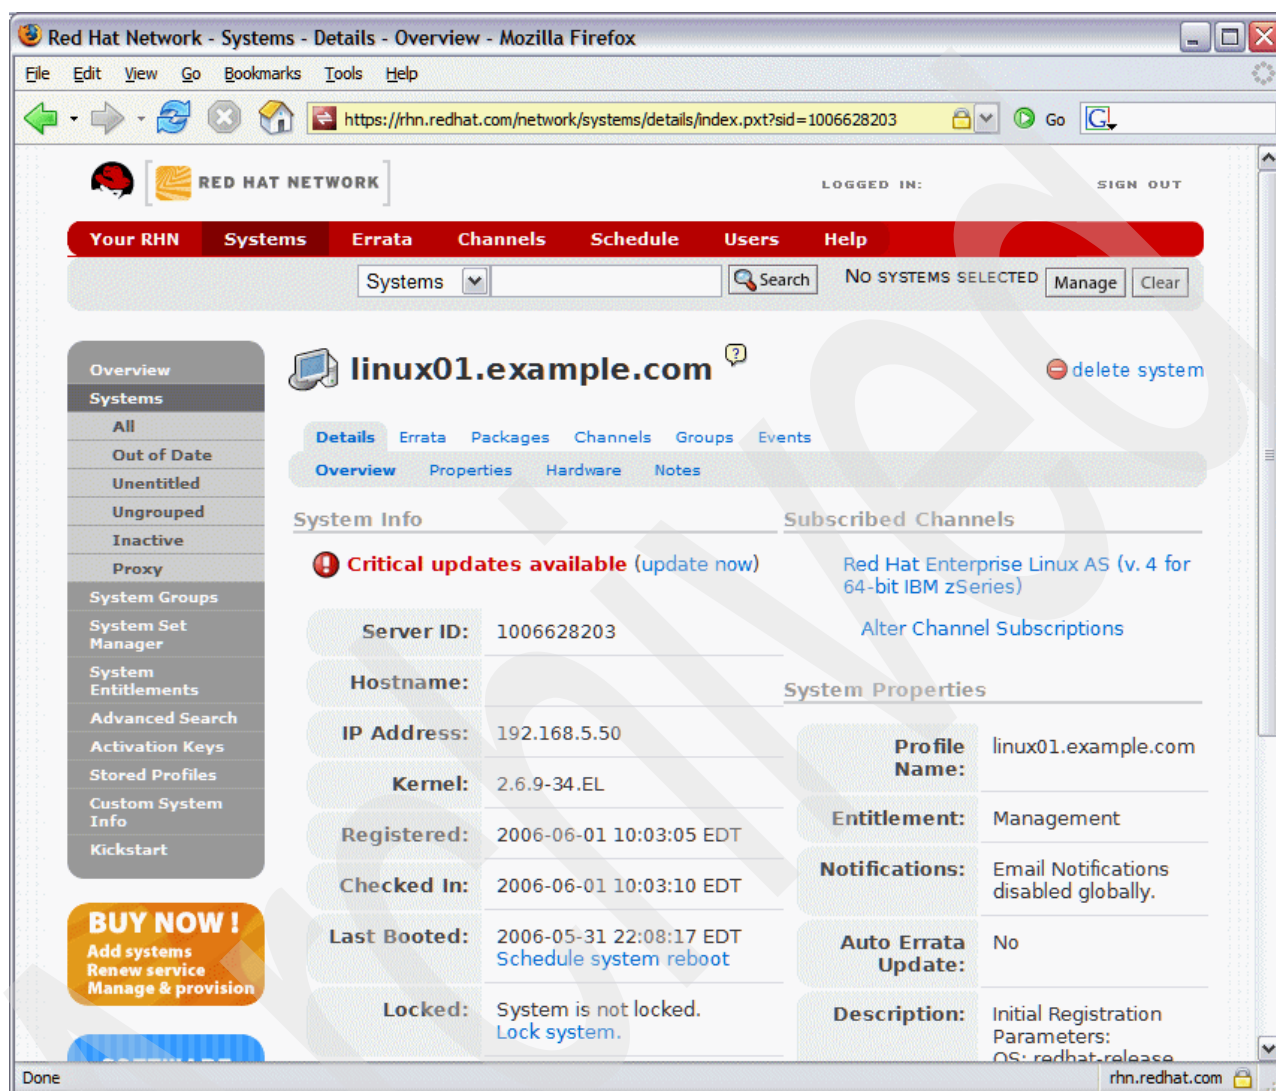 Red Hat Network - Systems - Details - Overview - Mozilla Firefox
File Edit View Go Bookmarks Tools Help
https://rhn.redhat.com/network/systems/details/index.pxt?sid=1006628203 Go G
RED HAT NETWORK LOGGED IN: SIGN OUT
Your RHN Systems Errata Channels Schedule Users Help
Systems Search NO SYSTEMS SELECTED Manage Clear
Overview
Systems
All
Out of Date
Unentitled
Ungrouped
Inactive
Proxy
System Groups
System Set
Manager
System
Entitlements
Advanced Search
Activation Keys
Stored Profiles
Custom System
Info
Kickstart
BUY NOW !
Add systems
Renew service
Manage & provision
linux01.example.com ?
delete system
Details Errata Packages Channels Groups Events
Overview Properties Hardware Notes
System Info
Critical updates available (update now)
Server ID: 1006628203
Hostname:
IP Address: 192.168.5.50
Kernel: 2.6.9-34.EL
Registered: 2006-06-01 10:03:05 EDT
Checked In: 2006-06-01 10:03:10 EDT
Last Booted: 2006-05-31 22:08:17 EDT
Schedule system reboot
Locked: System is not locked.
Lock system.
Subscribed Channels
Red Hat Enterprise Linux AS (v. 4 for
64-bit IBM zSeries)
Alter Channel Subscriptions
System Properties
Profile
Name: linux01.example.com
Entitlement: Management
Notifications: Email Notifications
disabled globally.
Auto Errata
Update: No
Description: Initial Registration
Parameters:
OS: redhat-release
Done rhn.redhat.com